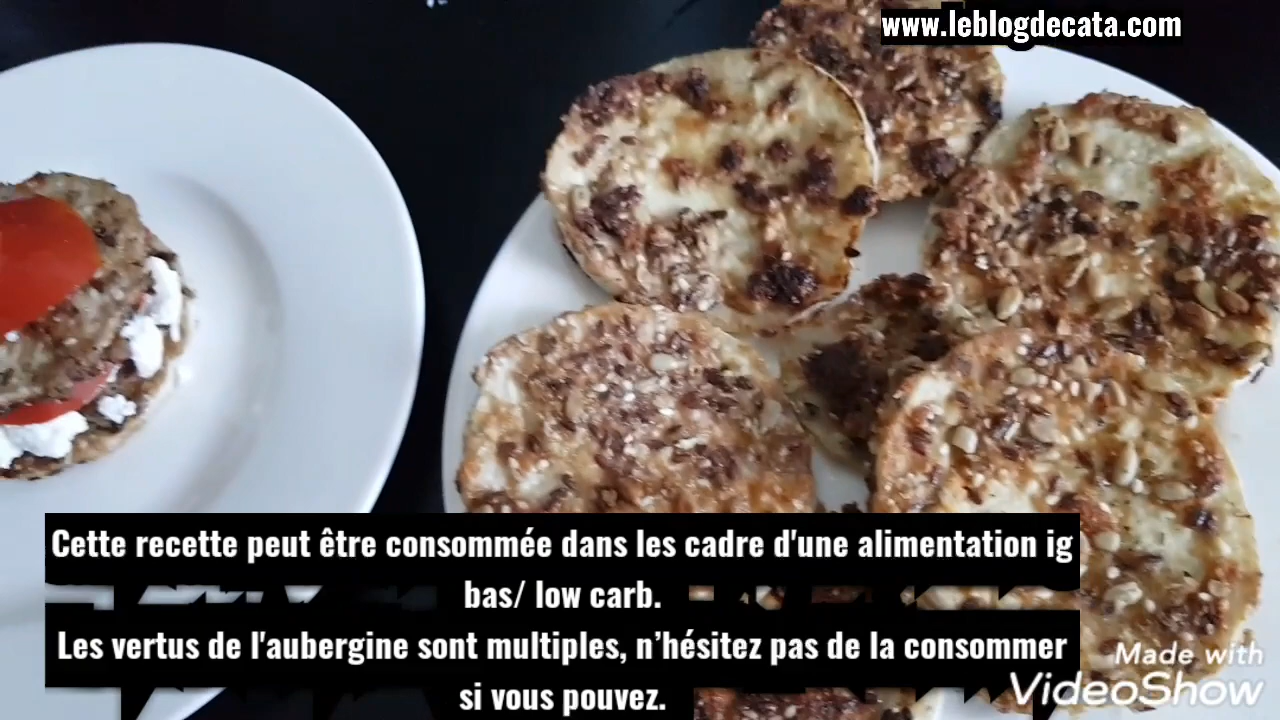 www.leblogdecata.com
Cette recette peut être consommée dans les cadre d'une alimentation ig
bas/ low carb.
Les vertus de l'aubergine sont multiples, n’hésitez pas de la consommer
si vous pouvez.
Made with
VideoShow